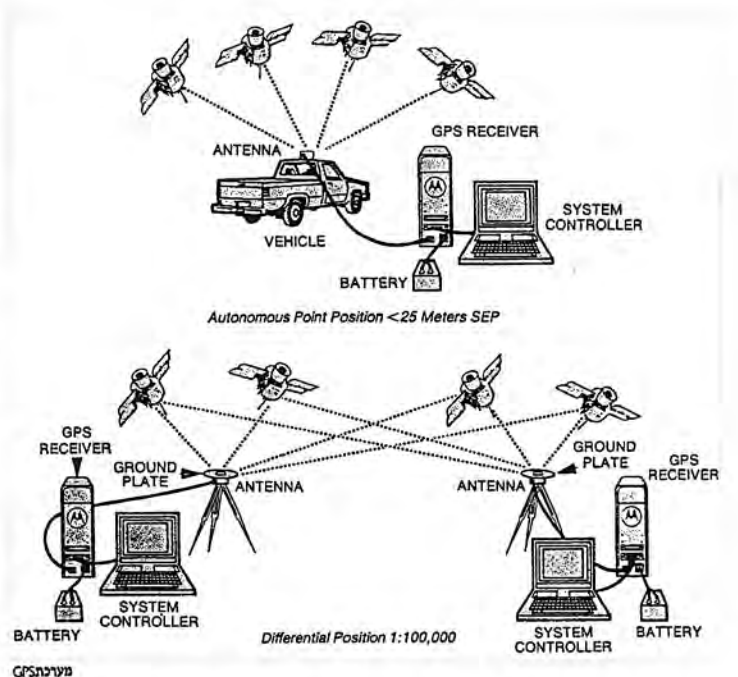 ANTENNA
GPS RECEIVER
VEHICLE
SYSTEM
CONTROLLER
BATTERY
Autonomous Point Position <25 Meters SEP
GPS
RECEIVER
GROUND
PLATE
ANTENNA
SYSTEM
CONTROLLER
BATTERY
ANTENNA
GROUND
PLATE
GPS
RECEIVER
SYSTEM
CONTROLLER
BATTERY
Differential Position 1:100,000
מערכתGPS